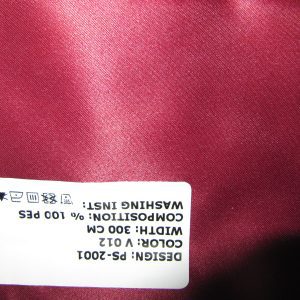 DESIGN: PS-2001
COLOR: V 012
WIDTH: 300 CM
COMPOSITION: % 100 PES
WASHING INST: